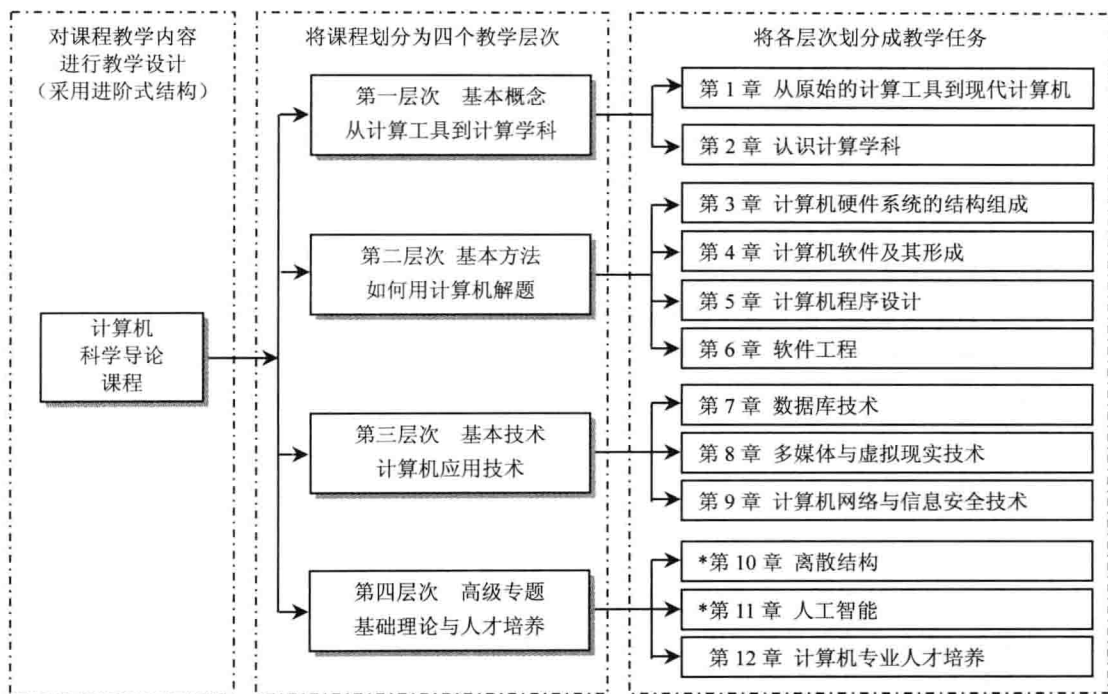 对课程教学内容
进行教学设计
（采用进阶式结构）
计算机
科学导论
课程
将课程划分为四个教学层次
第一层次 基本概念
从计算工具到计算学科
第二层次 基本方法
如何用计算机解题
第三层次 基本技术
计算机应用技术
第四层次 高级专题
基础理论与人才培养
将各层次划分成教学任务
第 1 章 从原始的计算工具到现代计算机
第 2 章 认识计算学科
第 3 章 计算机硬件系统的结构组成
第 4 章 计算机软件及其形成
第 5 章 计算机程序设计
第 6 章 软件工程
第 7 章 数据库技术
第 8 章 多媒体与虚拟现实技术
第 9 章 计算机网络与信息安全技术
*第 10 章 离散结构
*第 11 章 人工智能
第 12 章 计算机专业人才培养